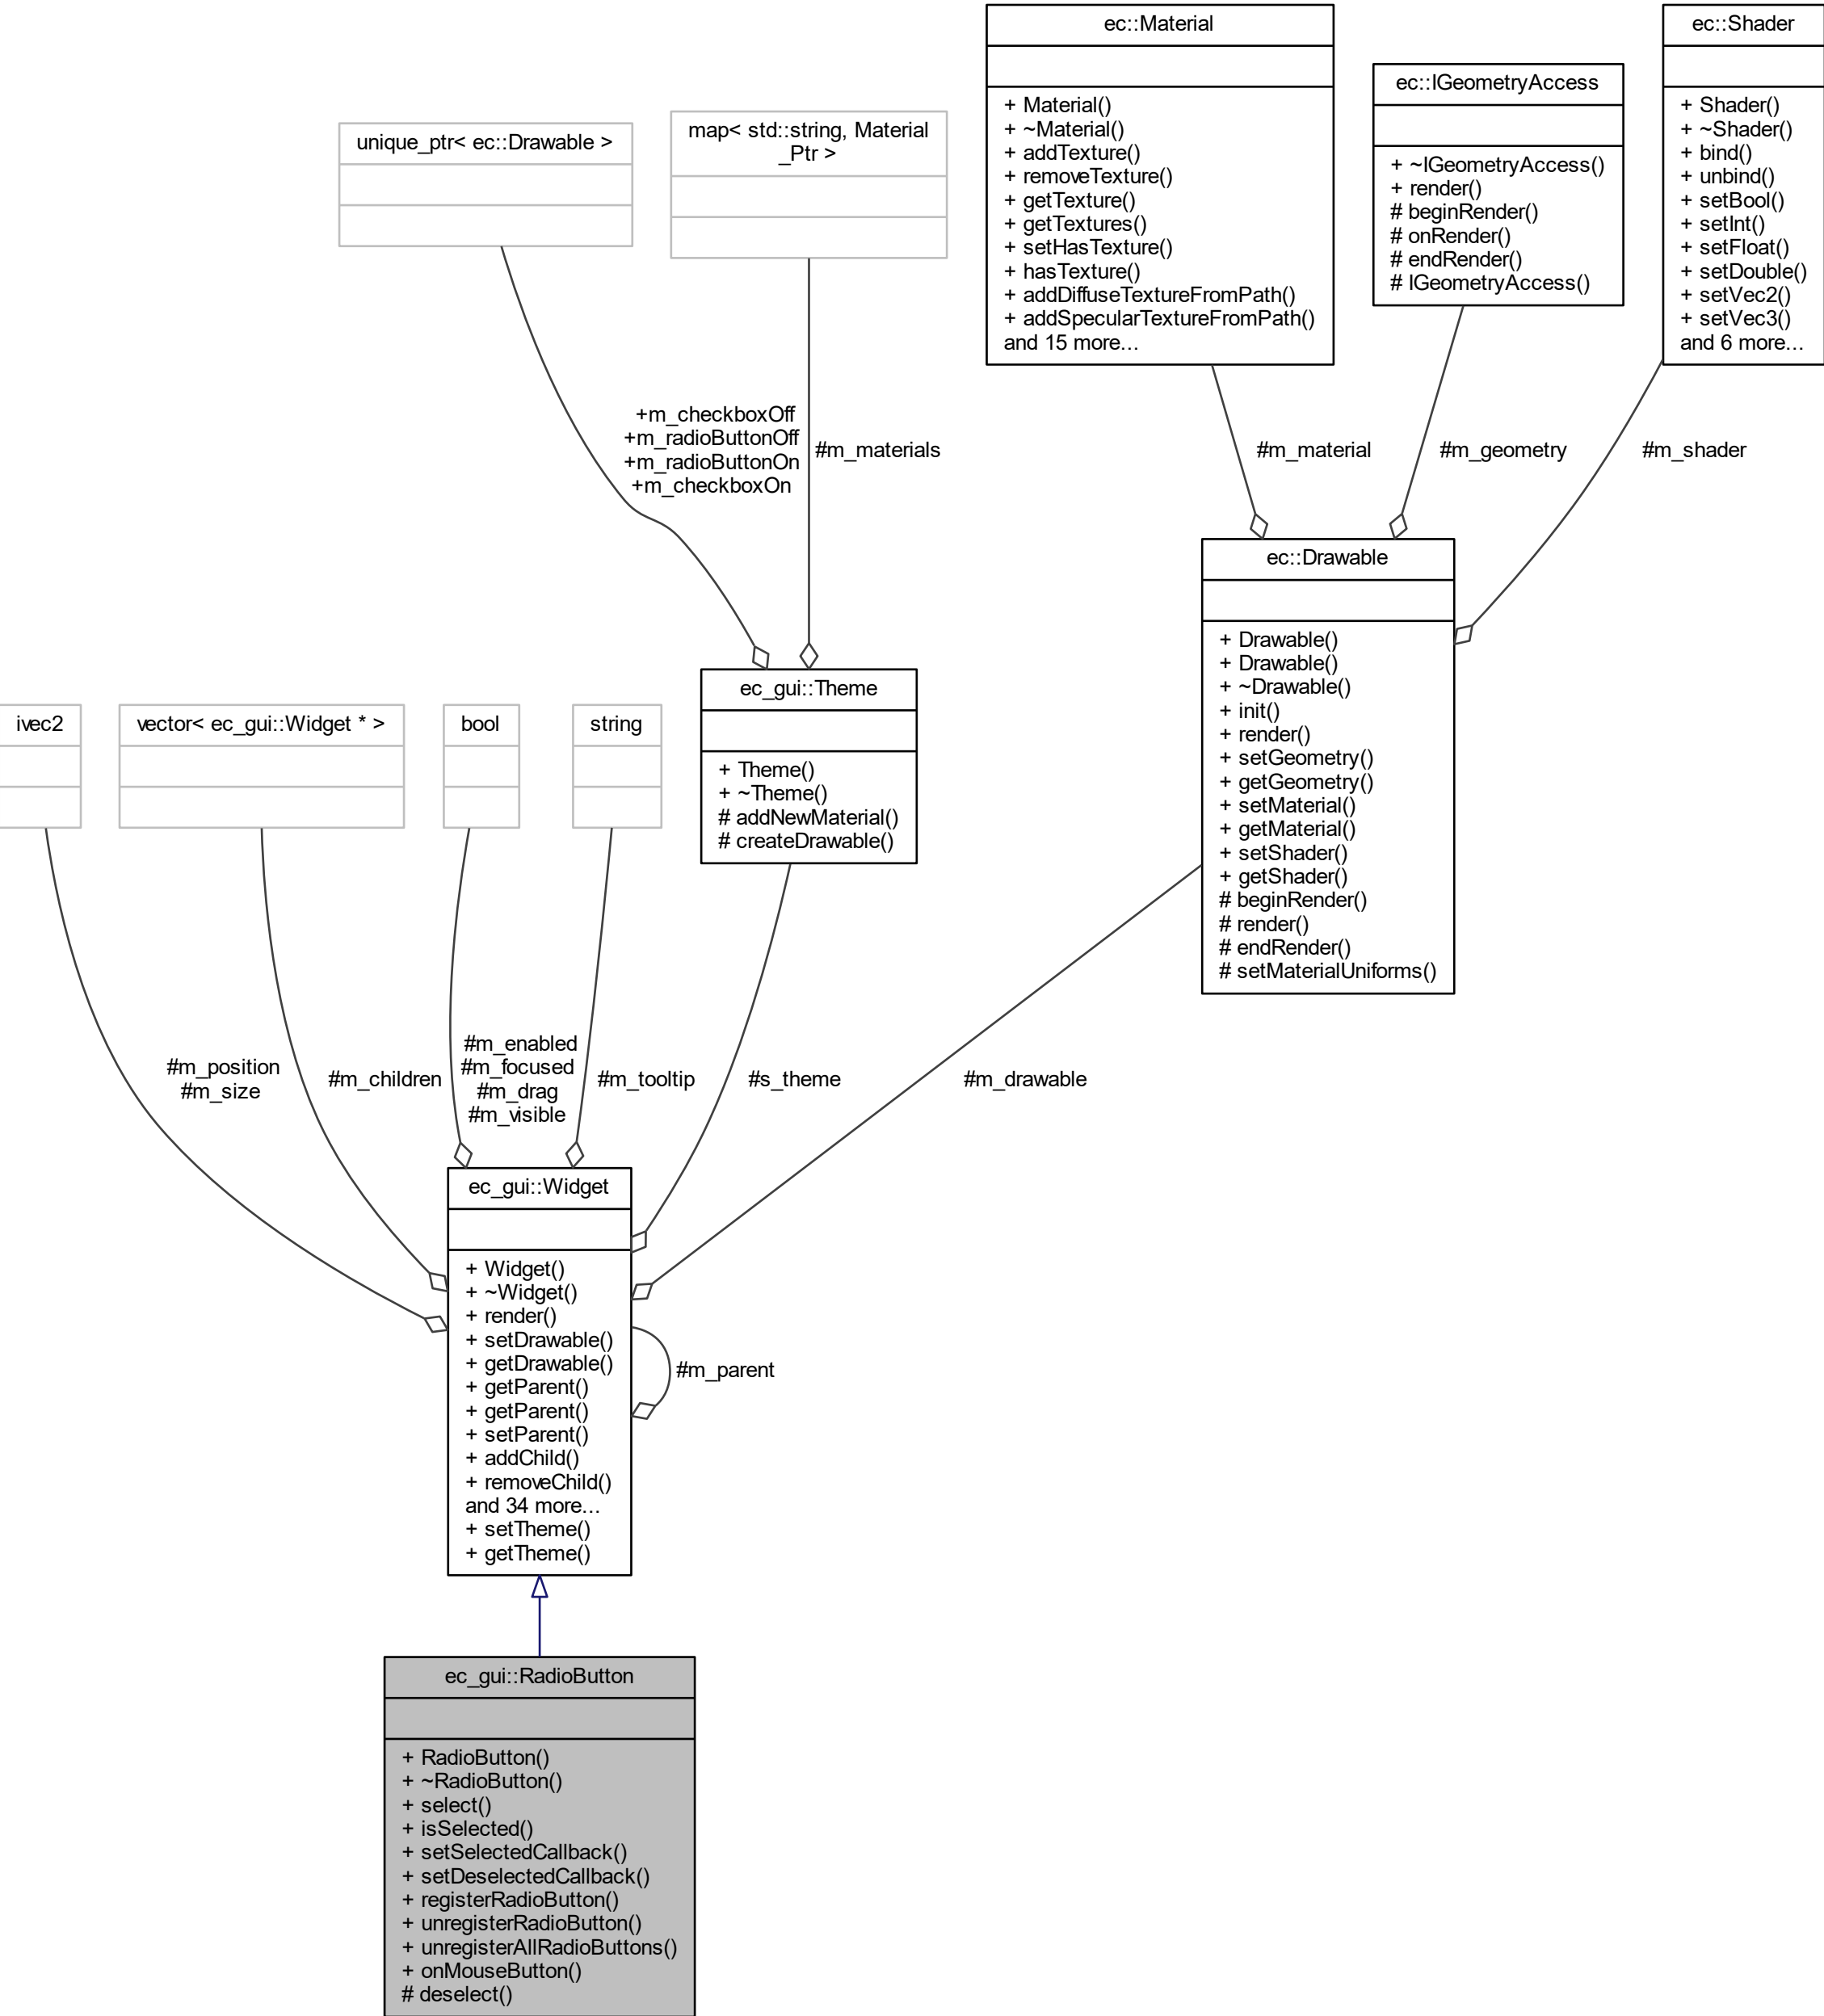 ec::Material
+ Material()
+ ~Material()
+ addTexture()
+ removeTexture()
+ getTexture()
+ getTextures()
+ setHasTexture()
+ hasTexture()
+ addDiffuseTextureFromPath()
+ addSpecularTextureFromPath()
and 15 more...
ec::IGeometryAccess
+ ~IGeometryAccess()
+ render()
# beginRender()
# onRender()
# endRender()
# IGeometryAccess()
ec::Shader
+ Shader()
+ ~Shader()
+ bind()
+ unbind()
+ setBool()
+ setInt()
+ setFloat()
+ setDouble()
+ setVec2()
+ setVec3()
and 6 more...
unique_ptr< ec::Drawable >
map< std::string, Material
_Ptr >
+m_checkboxOff
+m_radioButtonOff
+m_radioButtonOn
+m_checkboxOn
#m_materials
#m_material
#m_geometry
#m_shader
ec::Drawable
+ Drawable()
+ Drawable()
+ ~Drawable()
+ init()
+ render()
+ setGeometry()
+ getGeometry()
+ setMaterial()
+ getMaterial()
+ setShader()
+ getShader()
# beginRender()
# render()
# endRender()
# setMaterialUniforms()
ec_gui::Theme
+ Theme()
+ ~Theme()
# addNewMaterial()
# createDrawable()
ivec2
vector< ec_gui::Widget * >
bool
string
#m_position
#m_size
#m_children
#m_enabled
#m_focused
#m_drag
#m_visible
#m_tooltip
#s_theme
#m_drawable
ec_gui::Widget
+ Widget()
+ ~Widget()
+ render()
+ setDrawable()
+ getDrawable()
+ getParent()
+ getParent()
+ setParent()
+ addChild()
+ removeChild()
and 34 more...
+ setTheme()
+ getTheme()
#m_parent
ec_gui::RadioButton
+ RadioButton()
+ ~RadioButton()
+ select()
+ isSelected()
+ setSelectedCallback()
+ setDeselectedCallback()
+ registerRadioButton()
+ unregisterRadioButton()
+ unregisterAllRadioButtons()
+ onMouseButton()
# deselect()